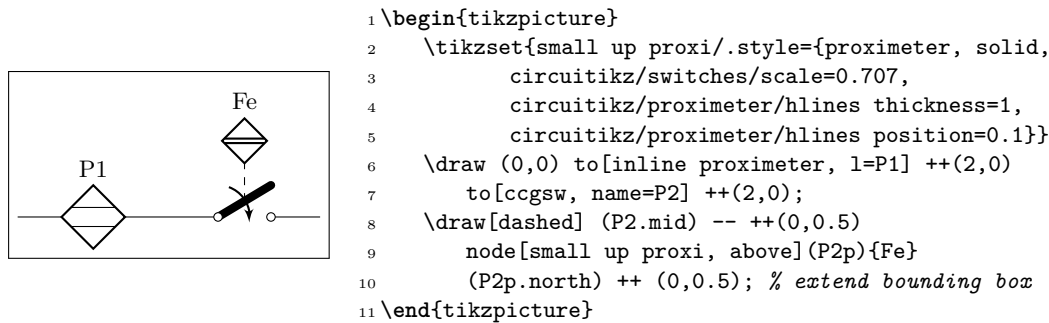 Fe
P1
1 \begin{tikzpicture}
2     \tikzset{small up proxi/.style={proximeter, solid,
3            circuitikz/switches/scale=0.707,
4            circuitikz/proximeter/hlines thickness=1,
5            circuitikz/proximeter/hlines position=0.1}}
6     \draw (0,0) to[inline proximeter, l=P1] ++(2,0)
7        to[ccgsw, name=P2] ++(2,0);
8     \draw[dashed] (P2.mid) -- ++(0,0.5)
9        node[small up proxi, above](P2p){Fe}
10        (P2p.north) ++ (0,0.5); % extend bounding box
11 \end{tikzpicture}